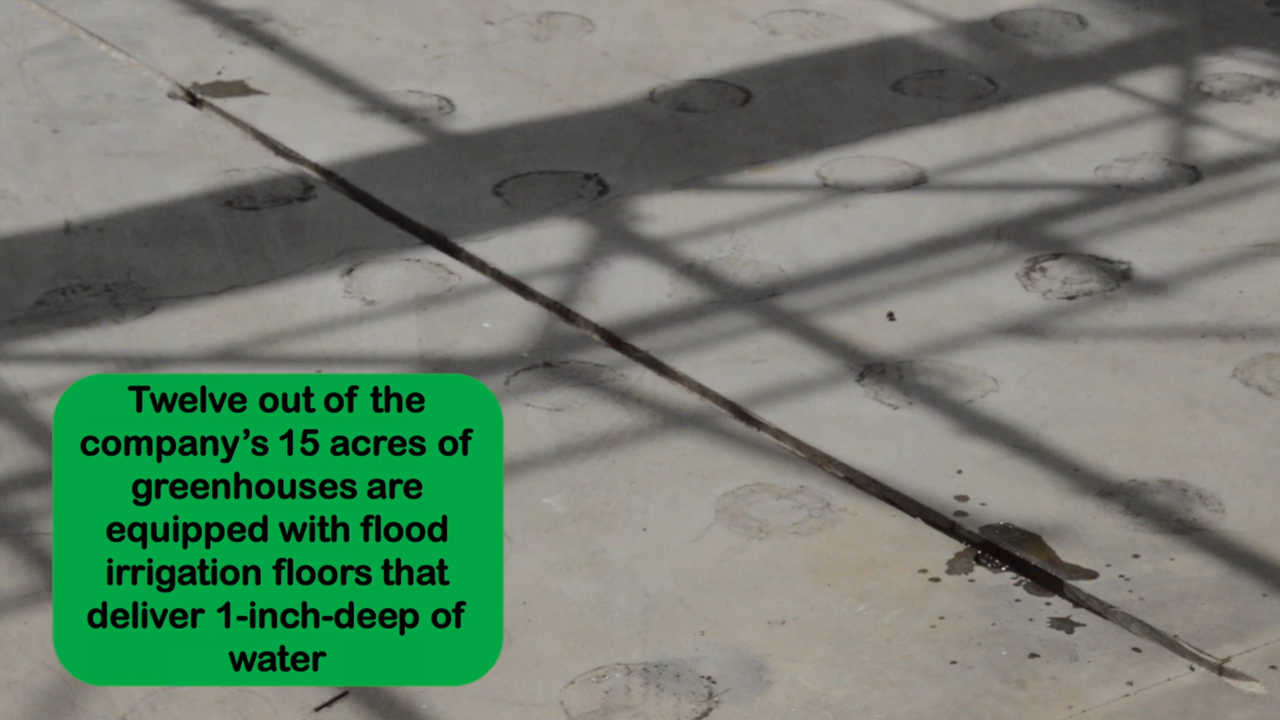 Twelve out of the
company’s 15 acres of
greenhouses are
equipped with flood
irrigation floors that
deliver 1-inch-deep of
water